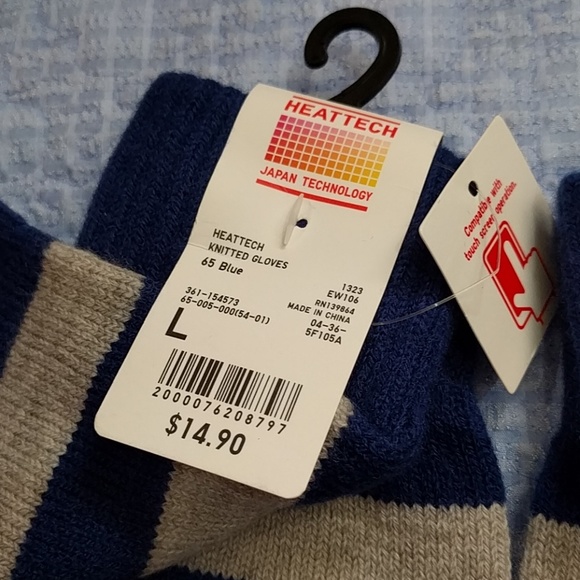 HEATTECH
JAPAN TECHNOLOGY
HEATTECH
KNITTED GLOVES
65 Blue
361-154573
65-005-000(54-01)
1323
EW106
RN139864
MADE IN CHINA
04-36-
5F105A
L
2000076208797
$14.90
Compatible with
touch screen operation.